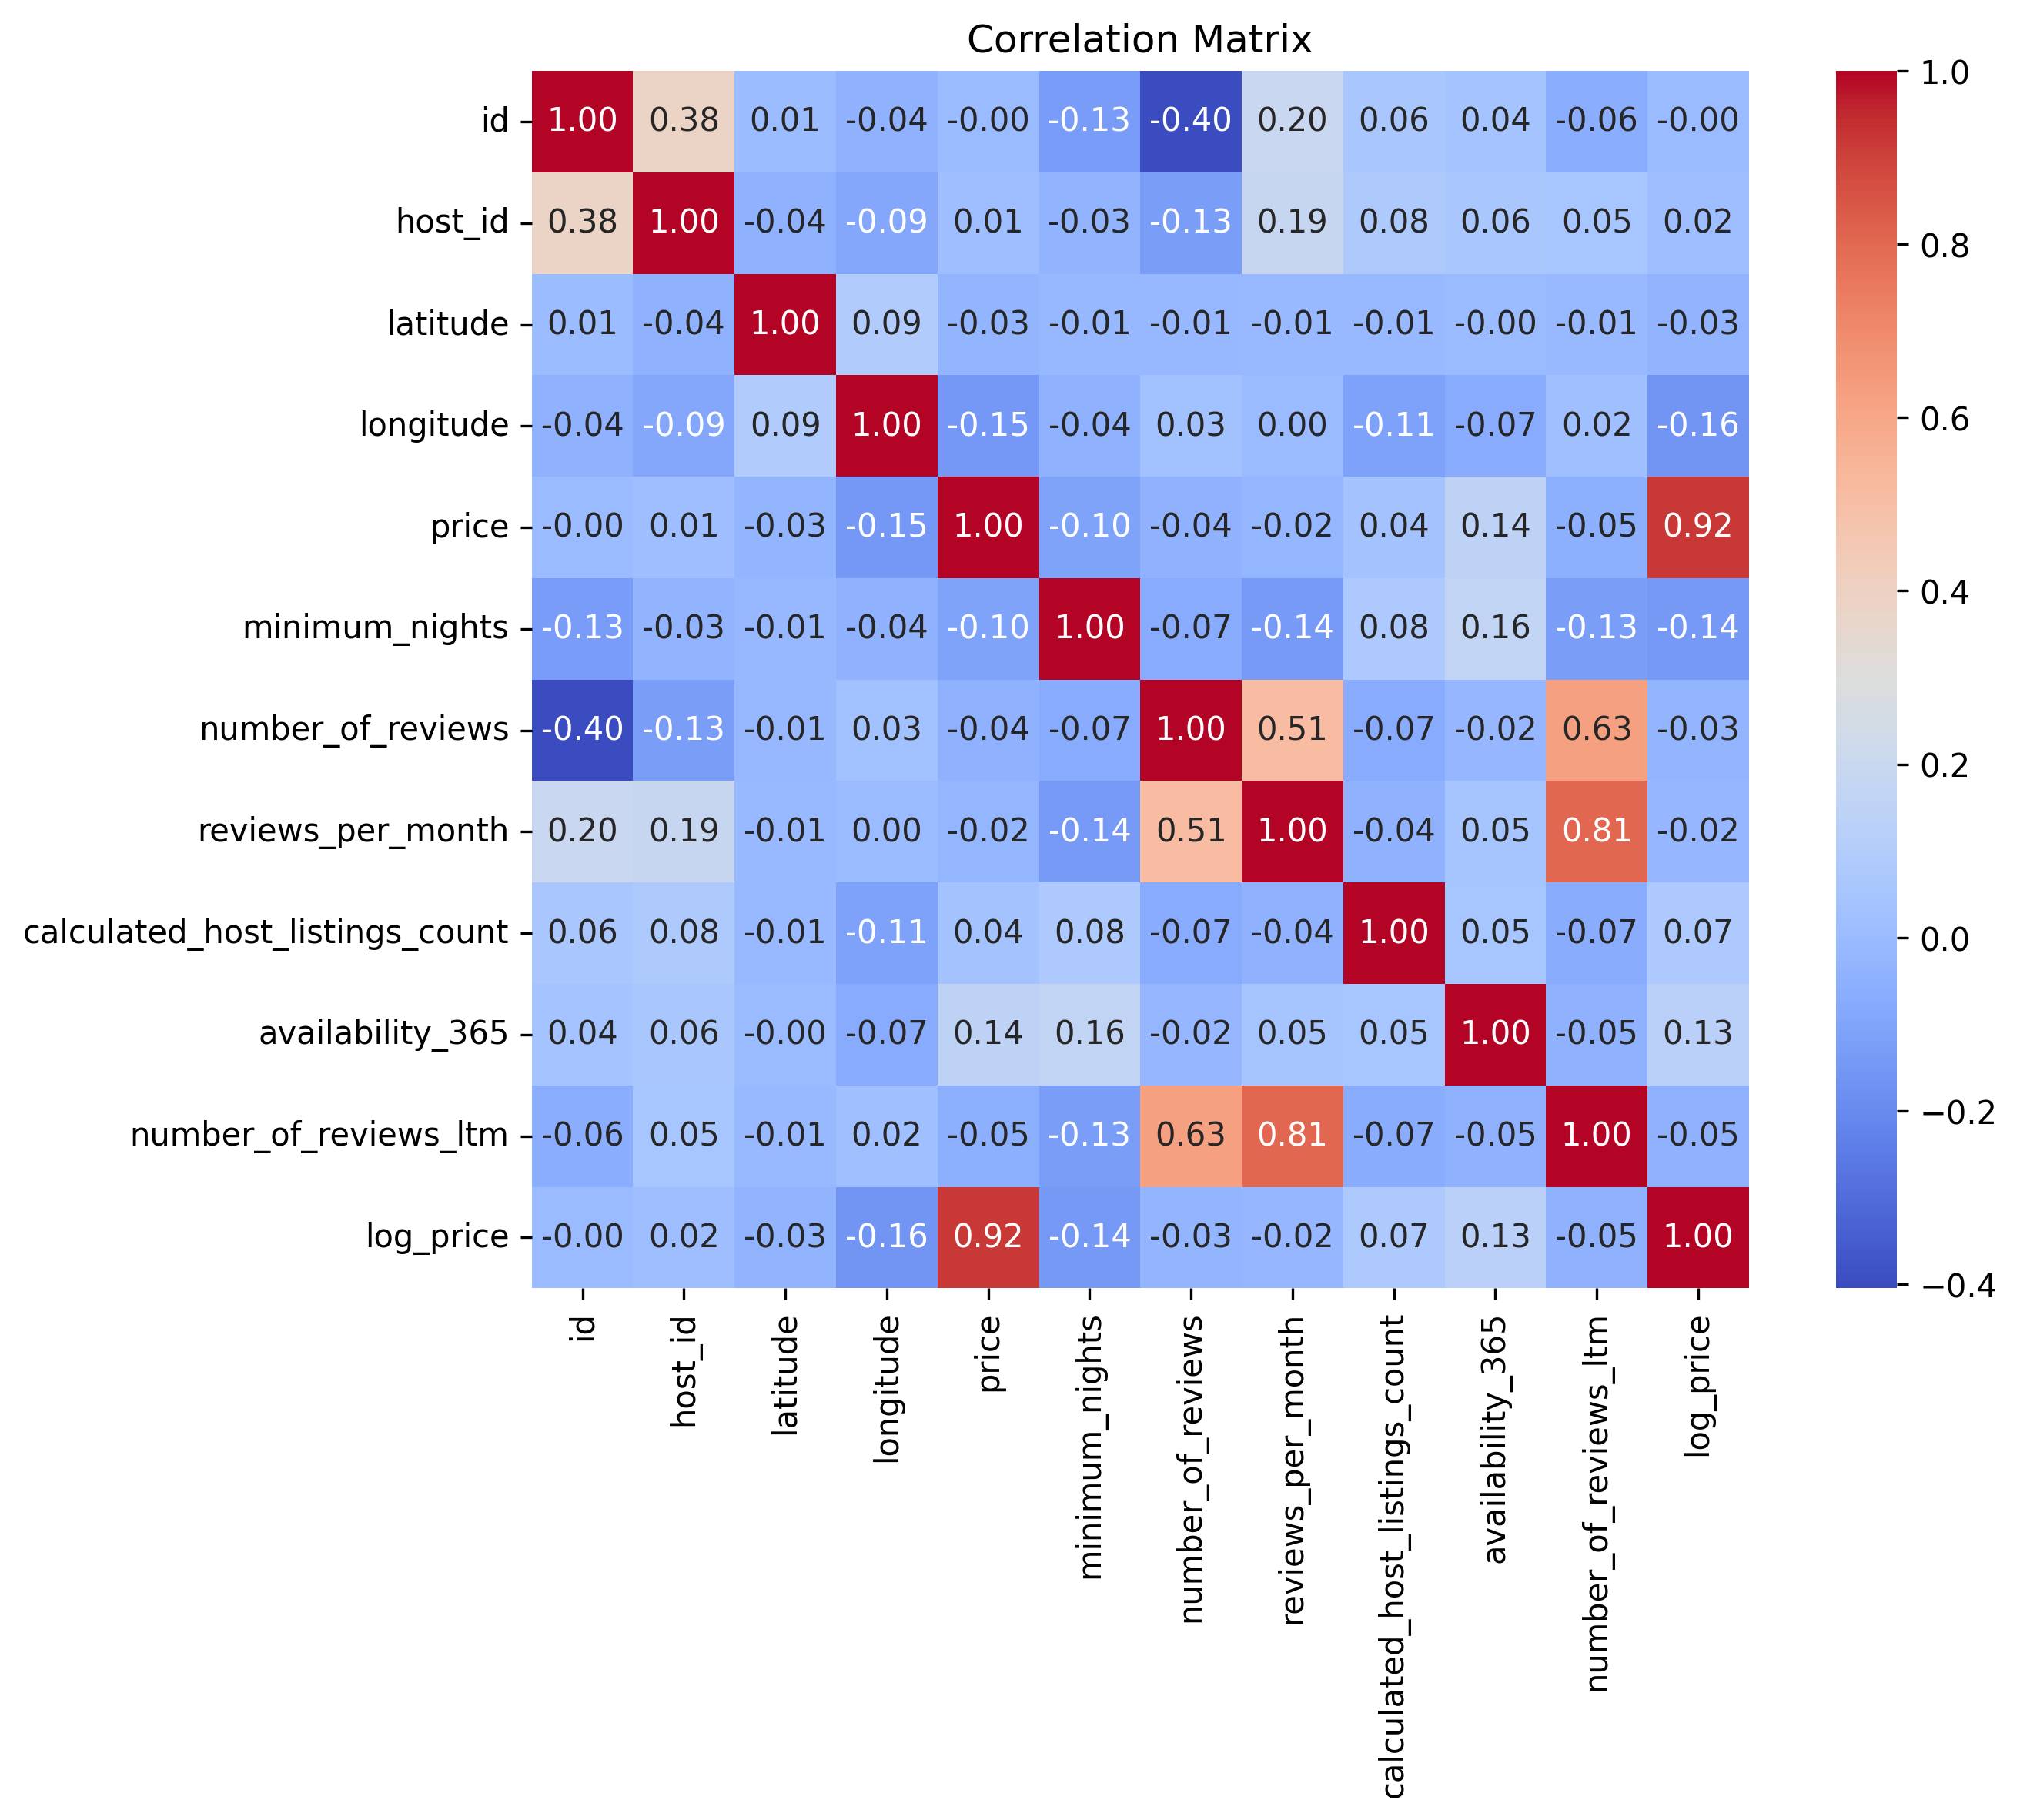 Correlation Matrix
id 1.00 0.38 0.01 -0.04 -0.00 -0.13 -0.40 0.20 0.06 0.04 -0.06 -0.00
host_id 0.38 1.00 -0.04 -0.09 0.01 -0.03 -0.13 0.19 0.08 0.06 0.05 0.02
latitude 0.01 -0.04 1.00 0.09 -0.03 -0.01 -0.01 -0.01 -0.01 -0.00 -0.01 -0.03
longitude -0.04 -0.09 0.09 1.00 -0.15 -0.04 0.03 0.00 -0.11 -0.07 0.02 -0.16
price -0.00 0.01 -0.03 -0.15 1.00 -0.10 -0.04 -0.02 0.04 0.14 -0.05 0.92
minimum_nights -0.13 -0.03 -0.01 -0.04 -0.10 1.00 -0.07 -0.14 0.08 0.16 -0.13 -0.14
number_of_reviews -0.40 -0.13 -0.01 0.03 -0.04 -0.07 1.00 0.51 -0.07 -0.02 0.63 -0.03
reviews_per_month 0.20 0.19 -0.01 0.00 -0.02 -0.14 0.51 1.00 -0.04 0.05 0.81 -0.02
calculated_host_listings_count 0.06 0.08 -0.01 -0.11 0.04 0.08 -0.07 -0.04 1.00 0.05 -0.07 0.07
availability_365 0.04 0.06 -0.00 -0.07 0.14 0.16 -0.02 0.05 0.05 1.00 -0.05 0.13
number_of_reviews_ltm -0.06 0.05 -0.01 0.02 -0.05 -0.13 0.63 0.81 -0.07 -0.05 1.00 -0.05
log_price -0.00 0.02 -0.03 -0.16 0.92 -0.14 -0.03 -0.02 0.07 0.13 -0.05 1.00
id
host_id
latitude
longitude
price
minimum_nights
number_of_reviews
reviews_per_month
calculated_host_listings_count
availability_365
number_of_reviews_ltm
log_price
1.0
0.8
0.6
0.4
0.2
0.0
−0.2
−0.4